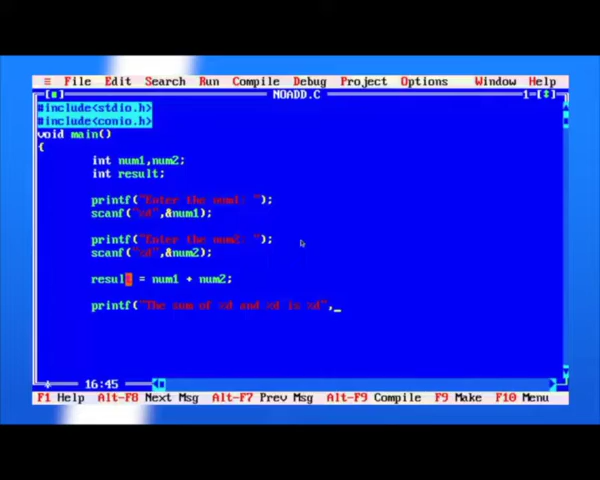 ≡ File Edit Search Run Compile Debug Project Options Window Help
[■] NOADD.C 1=[↕]
#include<stdio.h>
#include<conio.h>
void main()
{
int num1,num2;
int result;
printf("Enter the num1: ");
scanf("%d",&num1);
printf("Enter the num2: ");
scanf("%d",&num2);
result = num1 + num2;
printf("The sum of %d and %d is %d",_
16:45
F1 Help Alt-F8 Next Msg Alt-F7 Prev Msg Alt-F9 Compile F9 Make F10 Menu